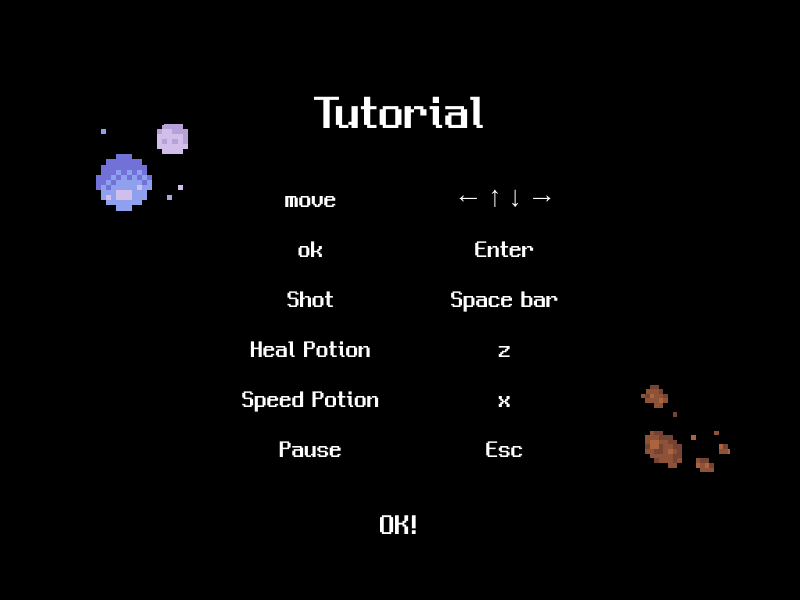 Tutorial
move ← ↑ ↓ →
ok Enter
Shot Space bar
Heal Potion z
Speed Potion x
Pause Esc
OK!